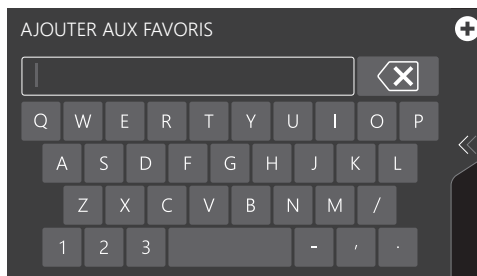 AJOUTER AUX FAVORIS
Q W E R T Y U I O P
A S D F G H J K L
Z X C V B N M /
1 2 3 - , .